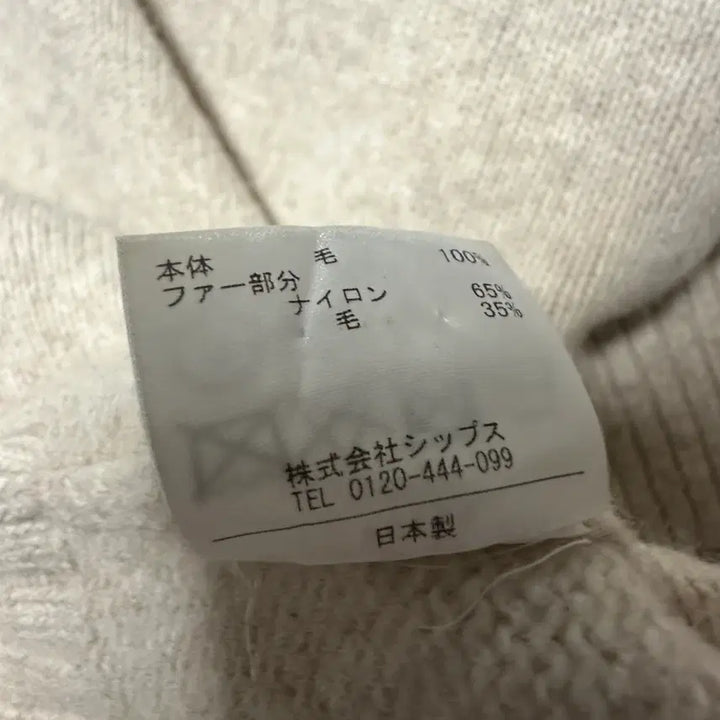 本体 毛 100%
ファー部分
ナイロン 65%
毛 35%
株式会社シップス
TEL 0120-444-099
日本製